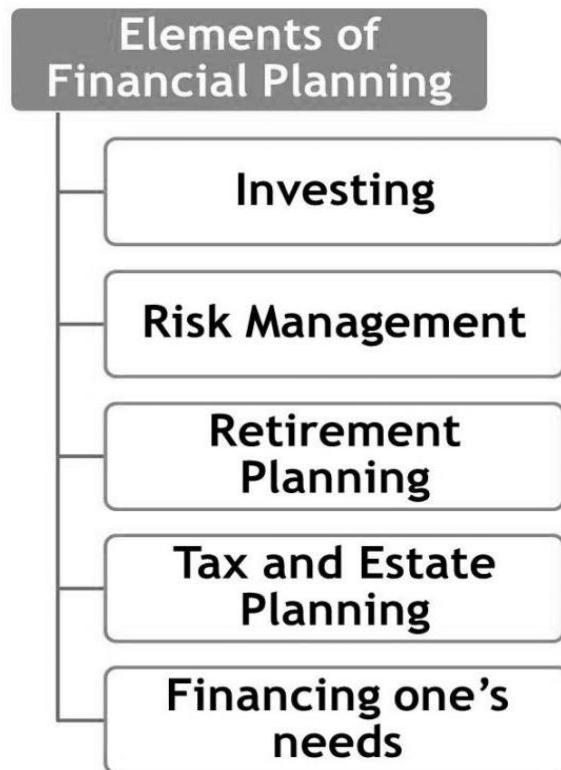 Elements of
Financial Planning
Investing
Risk Management
Retirement
Planning
Tax and Estate
Planning
Financing one's
needs